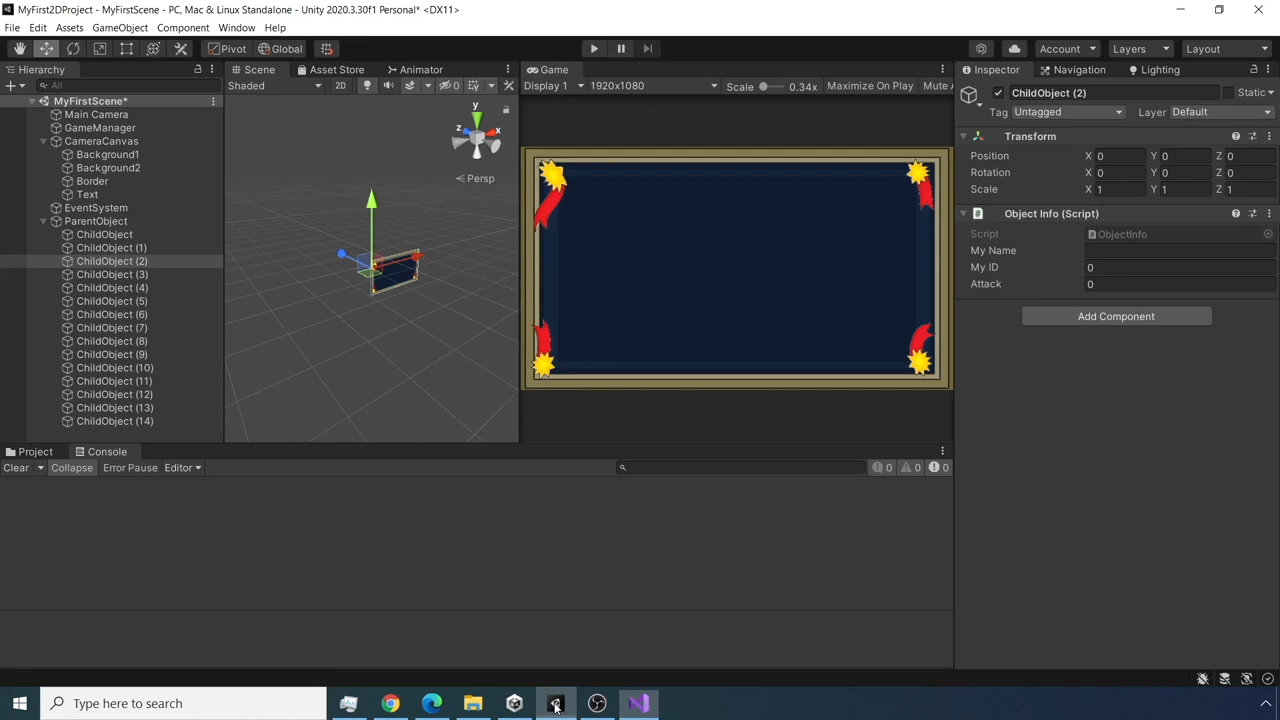 MyFirst2DProject - MyFirstScene - PC, Mac & Linux Standalone - Unity 2020.3.30f1 Personal* <DX11>
File Edit Assets GameObject Component Window Help
Pivot Global Account Layers Layout
Hierarchy
All
MyFirstScene*
Main Camera
GameManager
CameraCanvas
Background1
Background2
Border
Text
EventSystem
ParentObject
ChildObject
ChildObject (1)
ChildObject (2)
ChildObject (3)
ChildObject (4)
ChildObject (5)
ChildObject (6)
ChildObject (7)
ChildObject (8)
ChildObject (9)
ChildObject (10)
ChildObject (11)
ChildObject (12)
ChildObject (13)
ChildObject (14)
Scene Asset Store Animator
Shaded 2D 0
y
z x
< Persp
Game
Display 1 1920x1080 Scale 0.34x Maximize On Play Mute A
Inspector Navigation Lighting
ChildObject (2) Static
Tag Untagged Layer Default
Transform
Position X 0 Y 0 Z 0
Rotation X 0 Y 0 Z 0
Scale X 1 Y 1 Z 1
# Object Info (Script)
Script ObjectInfo
My Name
My ID 0
Attack 0
Add Component
Project Console
Clear Collapse Error Pause Editor 0 0 0
Type here to search